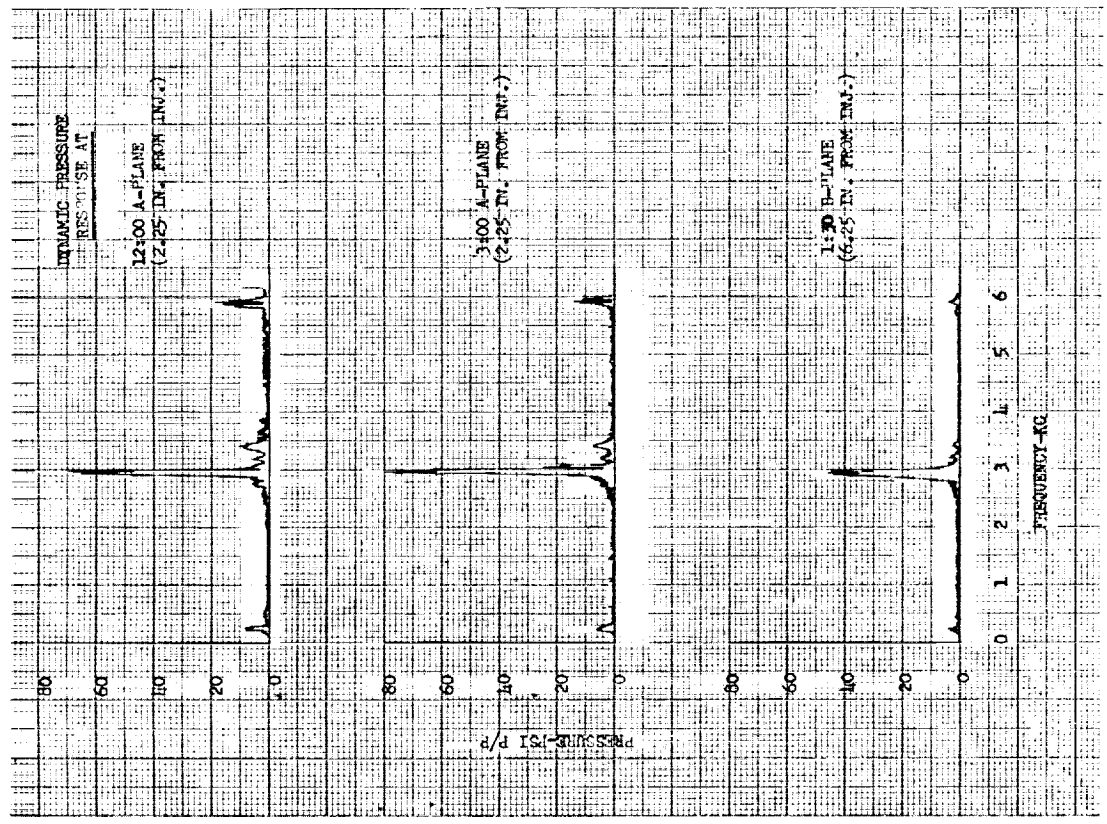 DYNAMIC PRESSURE
RESPONSE AT
12:00 A-PLANE
(2.25 IN. FROM INJ.)
80
60
40
20
0
3:00 A-PLANE
(2.25 IN. FROM INJ.)
80
60
40
20
0
1:30 B-PLANE
(6.25 IN. FROM INJ.)
80
60
40
20
0
PRESSURE-PSI P/P
0 1 2 3 4 5 6
FREQUENCY-KC